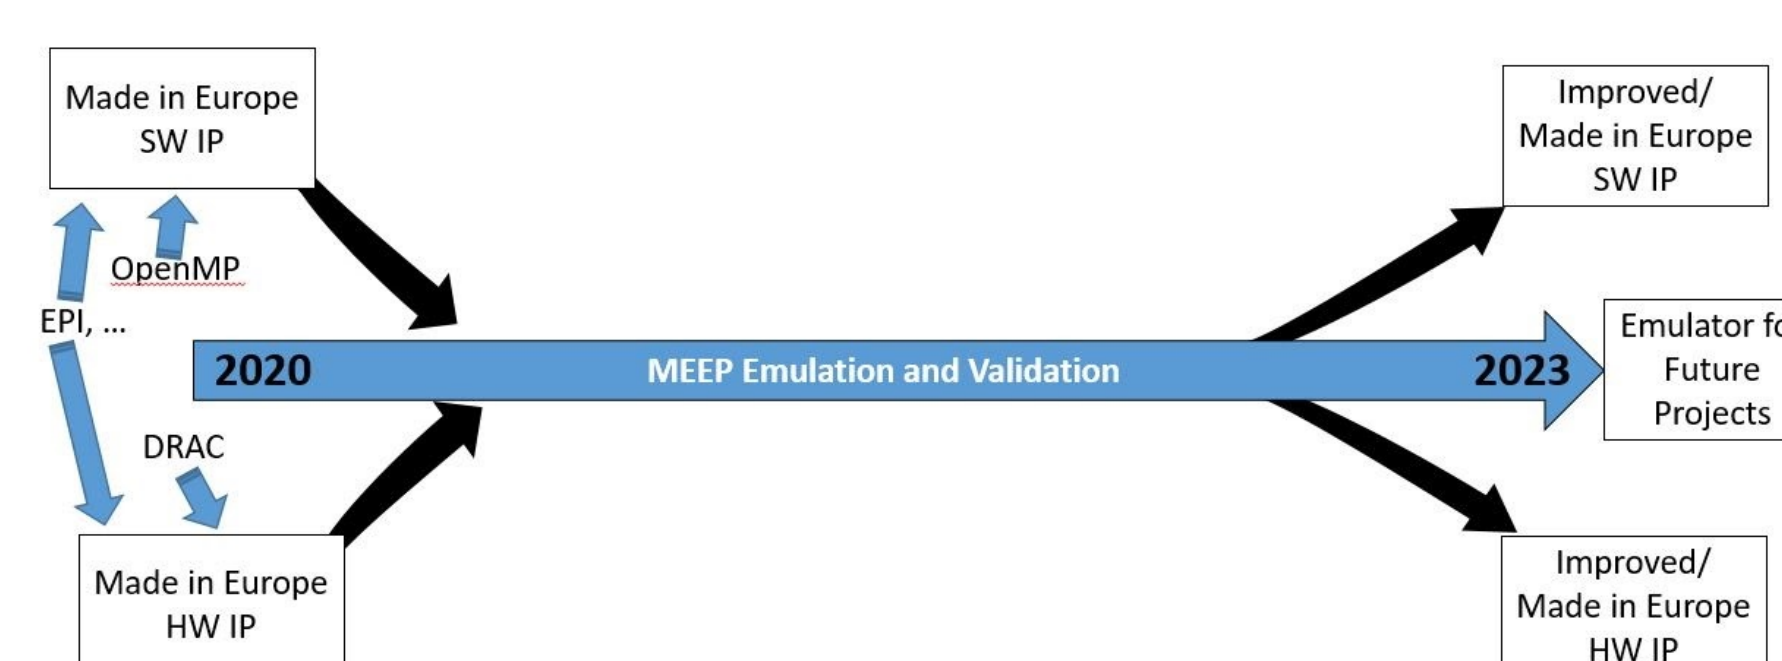 Made in Europe
SW IP
Improved/
Made in Europe
SW IP
OpenMP
EPI, ...
2020
MEEP Emulation and Validation
2023
Emulator
Future
Projects
DRAC
Made in Europe
HW IP
Improved/
Made in Europe
HW IP